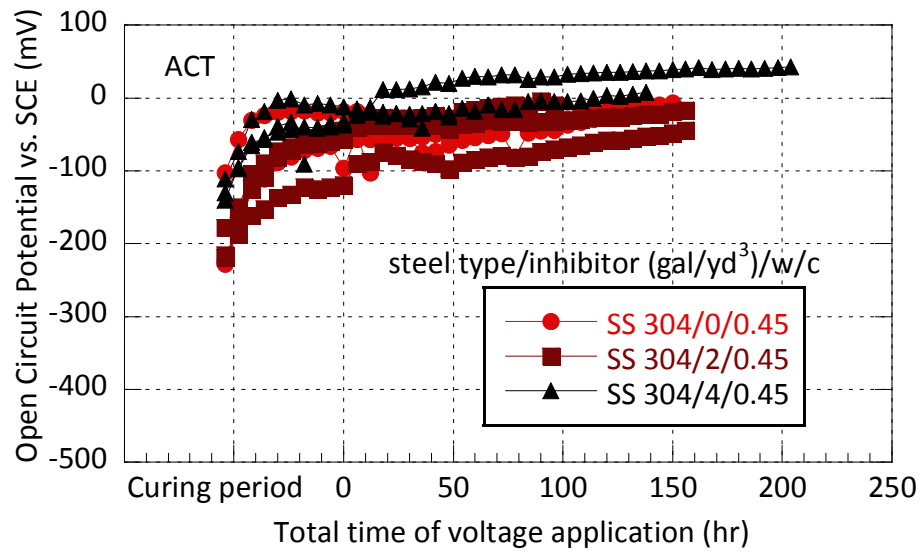 Open Circuit Potential vs. SCE (mV)
100
0
-100
-200
-300
-400
-500
ACT
steel type/inhibitor (gal/yd³)/w/c
SS 304/0/0.45
SS 304/2/0.45
SS 304/4/0.45
Curing period 0 50 100 150 200 250
Total time of voltage application (hr)